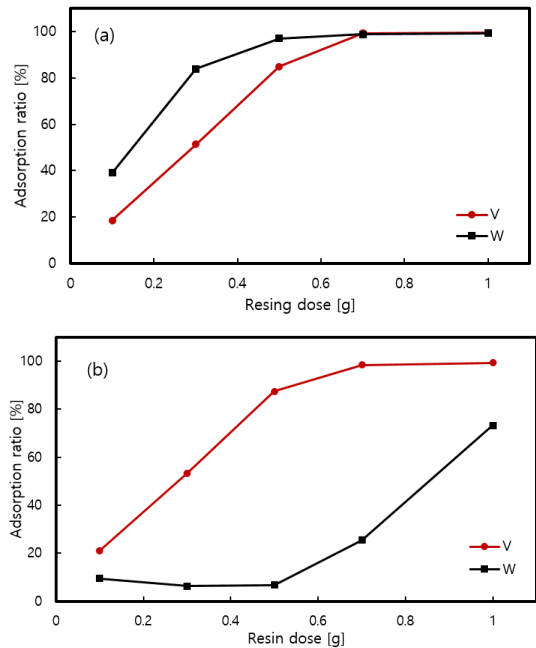 (a)
Adsorption ratio [%]
100
80
60
40
20
0
V
W
0 0.2 0.4 0.6 0.8 1
Resing dose [g]
(b)
Adsorption ratio [%]
100
80
60
40
20
0
V
W
0 0.2 0.4 0.6 0.8 1
Resin dose [g]